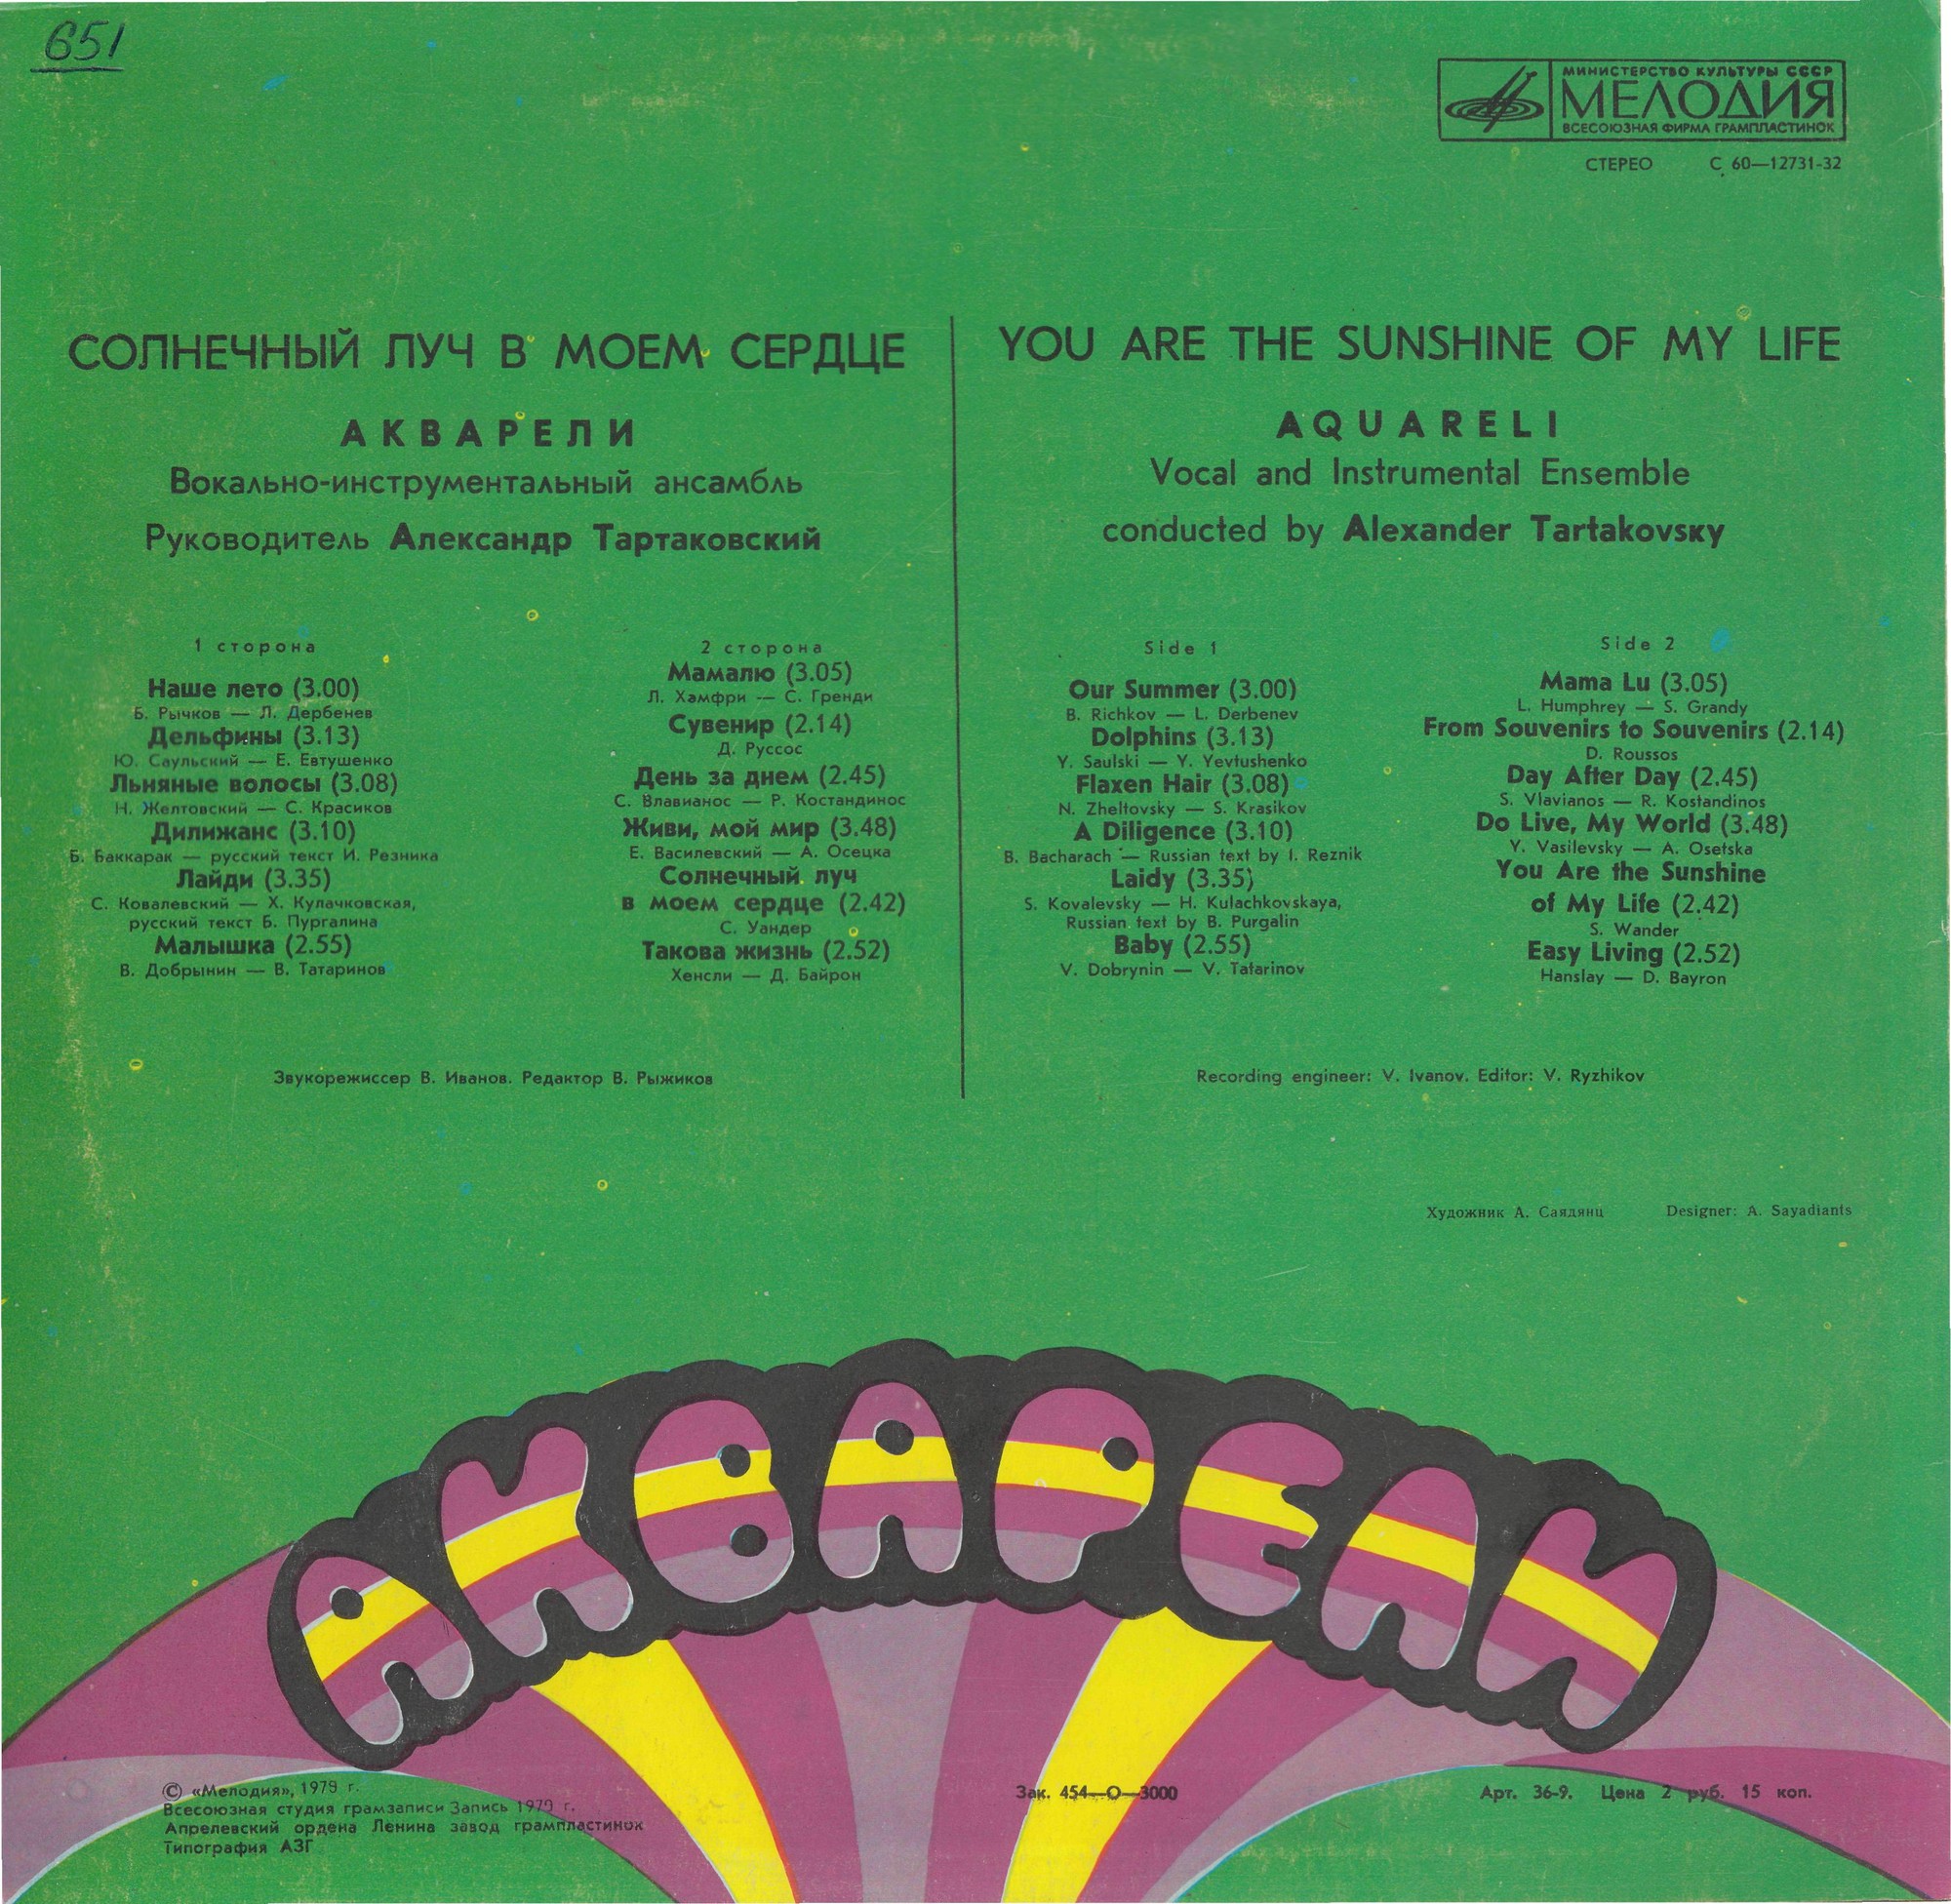 651
МИНИСТЕРСТВО КУЛЬТУРЫ СССР
МЕЛОДИЯ
ВСЕСОЮЗНАЯ ФИРМА ГРАМПЛАСТИНОК
СТЕРЕО С 60—12731-32
СОЛНЕЧНЫЙ ЛУЧ В МОЕМ СЕРДЦЕ
АКВАРЕЛИ
Вокально-инструментальный ансамбль
Руководитель Александр Тартаковский
1 сторона
Наше лето (3.00)
Б. Рычков — Л. Дербенев
Дельфины (3.13)
Ю. Саульский — Е. Евтушенко
Льняные волосы (3.08)
Н. Желтовский — С. Красиков
Дилижанс (3.10)
Б. Баккарак — русский текст И. Резника
Лайди (3.35)
С. Ковалевский — Х. Кулачковская,
русский текст Б. Пургалина
Малышка (2.55)
В. Добрынин — В. Татаринов
2 сторона
Мамалю (3.05)
Л. Хамфри — С. Гренди
Сувенир (2.14)
Д. Руссос
День за днем (2.45)
С. Влавианос — Р. Костандинос
Живи, мой мир (3.48)
Е. Василевский — А. Осецка
Солнечный луч
в моем сердце (2.42)
С. Уандер
Такова жизнь (2.52)
Хенсли — Д. Байрон
Звукорежиссер В. Иванов. Редактор В. Рыжиков
YOU ARE THE SUNSHINE OF MY LIFE
AQUARELI
Vocal and Instrumental Ensemble
conducted by Alexander Tartakovsky
Side 1
Our Summer (3.00)
B. Richkov — L. Derbenev
Dolphins (3.13)
Y. Saulski — Y. Yevtushenko
Flaxen Hair (3.08)
N. Zheltovsky — S. Krasikov
A Diligence (3.10)
B. Bacharach — Russian text by I. Reznik
Laidy (3.35)
S. Kovalevsky — H. Kulachkovskaya,
Russian text by B. Purgalin
Baby (2.55)
V. Dobrynin — V. Tatarinov
Side 2
Mama Lu (3.05)
L. Humphrey — S. Grandy
From Souvenirs to Souvenirs (2.14)
D. Roussos
Day After Day (2.45)
S. Vlavianos — R. Kostandinos
Do Live, My World (3.48)
Y. Vasilevsky — A. Osetska
You Are the Sunshine
of My Life (2.42)
S. Wander
Easy Living (2.52)
Hanslay — D. Bayron
Recording engineer: V. Ivanov. Editor: V. Ryzhikov
Художник А. Саядянц Designer: A. Sayadiants
АКВАРЕЛИ
© «Мелодия», 1979 г.
Всесоюзная студия грамзаписи Запись 1979 г.
Апрелевский ордена Ленина завод грампластинок
Типография АЗГ
Зак. 454—О—3000
Арт. 36-9. Цена 2 руб. 15 коп.